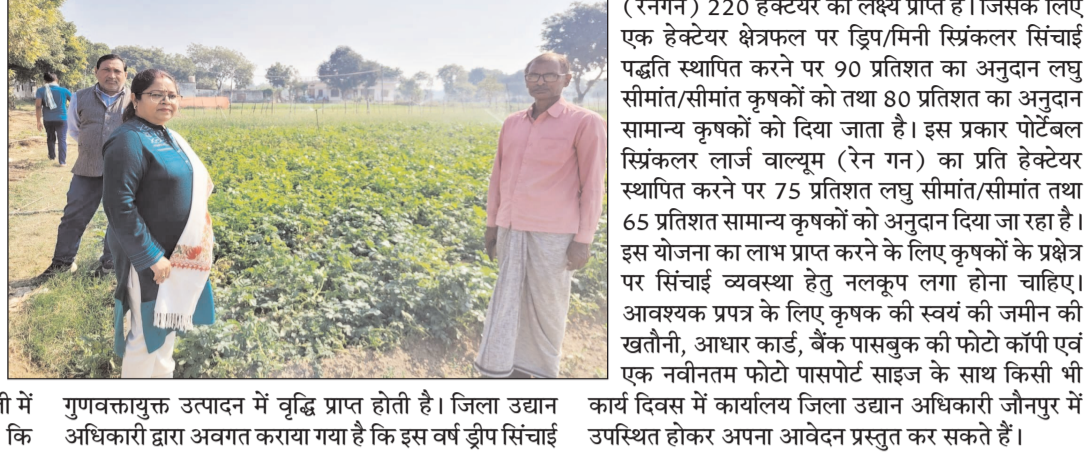 ी में
कि
गुणवक्तायुक्त उत्पादन में वृद्धि प्राप्त होती है। जिला उद्यान
अधिकारी द्वारा अवगत कराया गया है कि इस वर्ष ड्रीप सिंचाई
(रेनगन) 220 हेक्टेयर का लक्ष्य प्राप्त है। जिसके लिए
एक हेक्टेयर क्षेत्रफल पर ड्रिप/मिनी स्प्रिंकलर सिंचाई
पद्धति स्थापित करने पर 90 प्रतिशत का अनुदान लघु
सीमांत/सीमांत कृषकों को तथा 80 प्रतिशत का अनुदान
सामान्य कृषकों को दिया जाता है। इस प्रकार पोर्टेबल
स्प्रिंकलर लार्ज वाल्यूम (रेन गन) का प्रति हेक्टेयर
स्थापित करने पर 75 प्रतिशत लघु सीमांत/सीमांत तथा
65 प्रतिशत सामान्य कृषकों को अनुदान दिया जा रहा है।
इस योजना का लाभ प्राप्त करने के लिए कृषकों के प्रक्षेत्र
पर सिंचाई व्यवस्था हेतु नलकूप लगा होना चाहिए।
आवश्यक प्रपत्र के लिए कृषक की स्वयं की जमीन की
खतौनी, आधार कार्ड, बैंक पासबुक की फोटो कॉपी एवं
एक नवीनतम फोटो पासपोर्ट साइज के साथ किसी भी
कार्य दिवस में कार्यालय जिला उद्यान अधिकारी जौनपुर में
उपस्थित होकर अपना आवेदन प्रस्तुत कर सकते हैं।